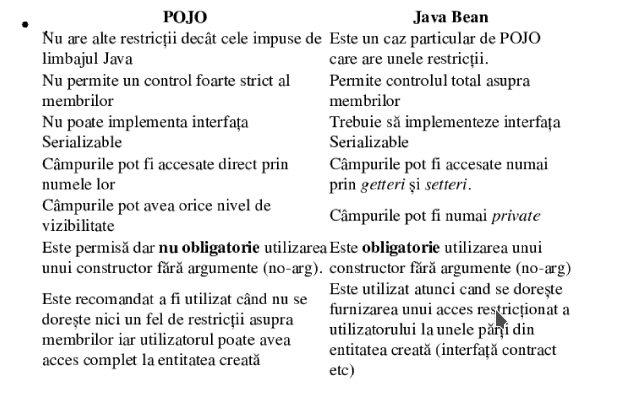 POJO
Java Bean
Nu are alte restricții decât cele impuse de
limbajul Java
Este un caz particular de POJO
care are unele restricții.
Nu permite un control foarte strict al
membrilor
Permite controlul total asupra
membrilor
Nu poate implementa interfața
Serializable
Trebuie să implementeze interfața
Serializable
Câmpurile pot fi accesate direct prin
numele lor
Câmpurile pot fi accesate numai
prin getteri și setteri.
Câmpurile pot avea orice nivel de
vizibilitate
Câmpurile pot fi numai private
Este permisă dar nu obligatorie utilizarea
unui constructor fără argumente (no-arg).
Este obligatorie utilizarea unui
constructor fără argumente (no-arg)
Este recomandat a fi utilizat când nu se
dorește nici un fel de restricții asupra
membrilor iar utilizatorul poate avea
acces complet la entitatea creată
Este utilizat atunci cand se dorește
furnizarea unui acces restricționat a
utilizatorului la unele părți din
entitatea creată (interfață contract
etc)